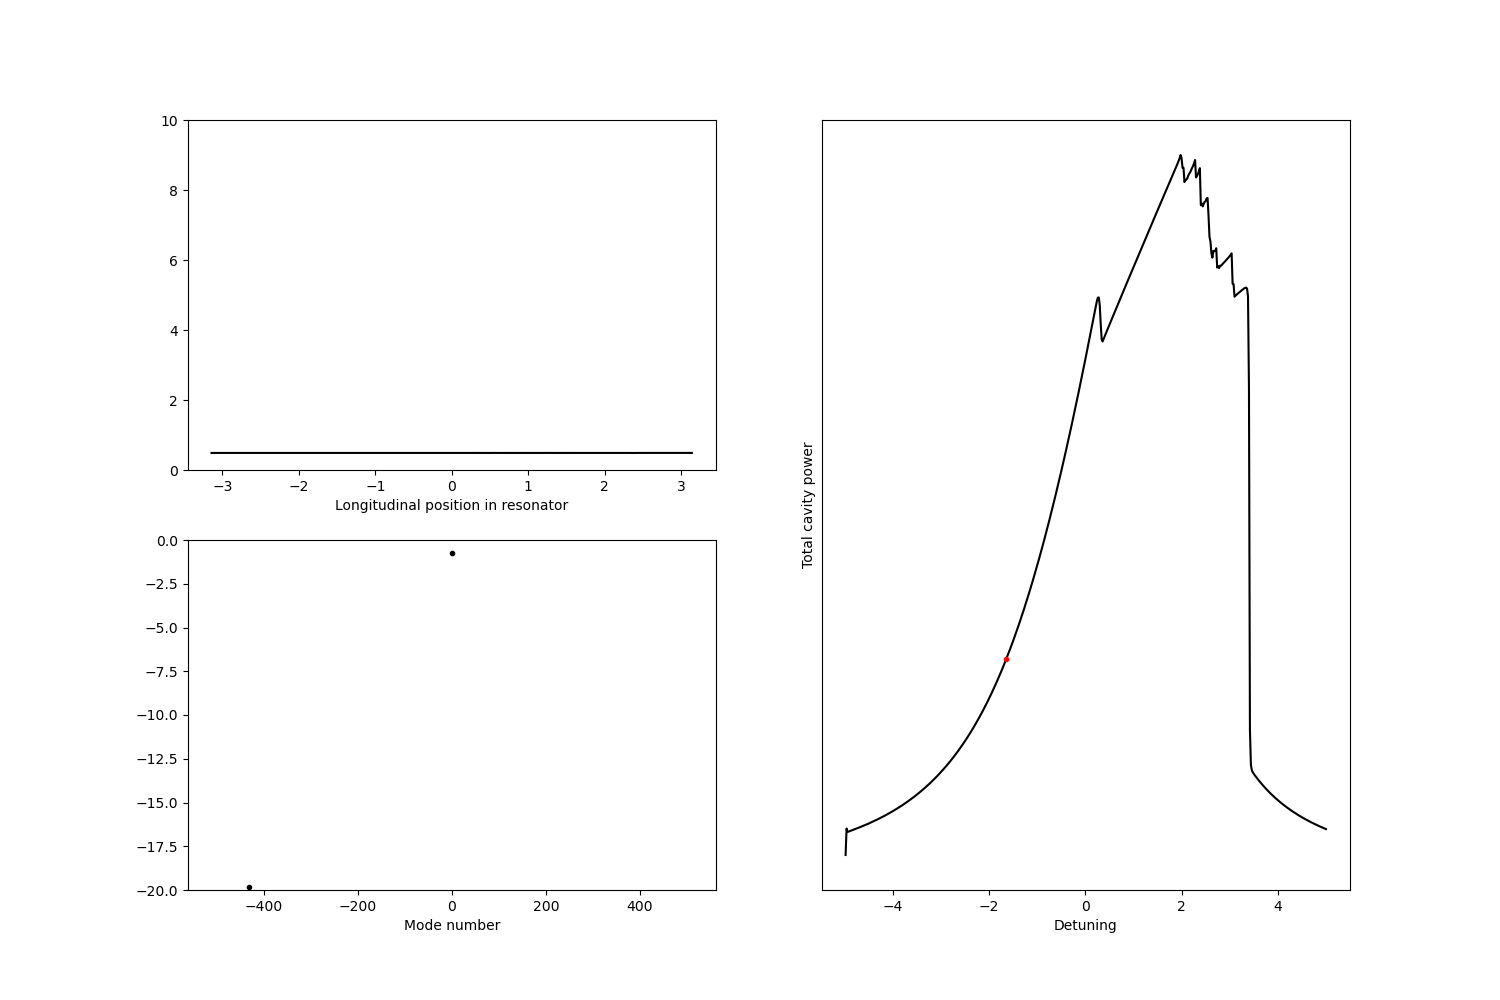 10
8
6
4
2
0
−3 −2 −1 0 1 2 3
Longitudinal position in resonator
0.0
−2.5
−5.0
−7.5
−10.0
−12.5
−15.0
−17.5
−20.0
−400 −200 0 200 400
Mode number
Total cavity power
−4 −2 0 2 4
Detuning